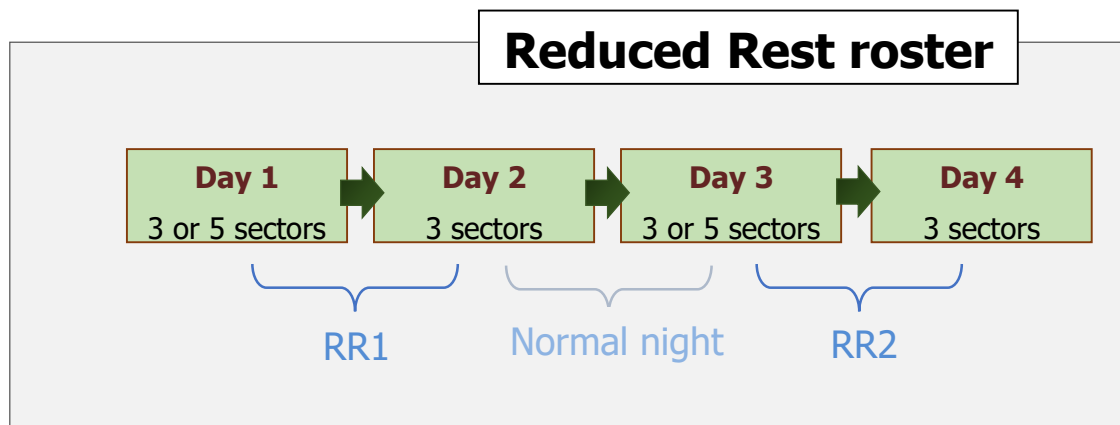 Reduced Rest roster
Day 1
3 or 5 sectors
Day 2
3 sectors
Day 3
3 or 5 sectors
Day 4
3 sectors
RR1
Normal night
RR2